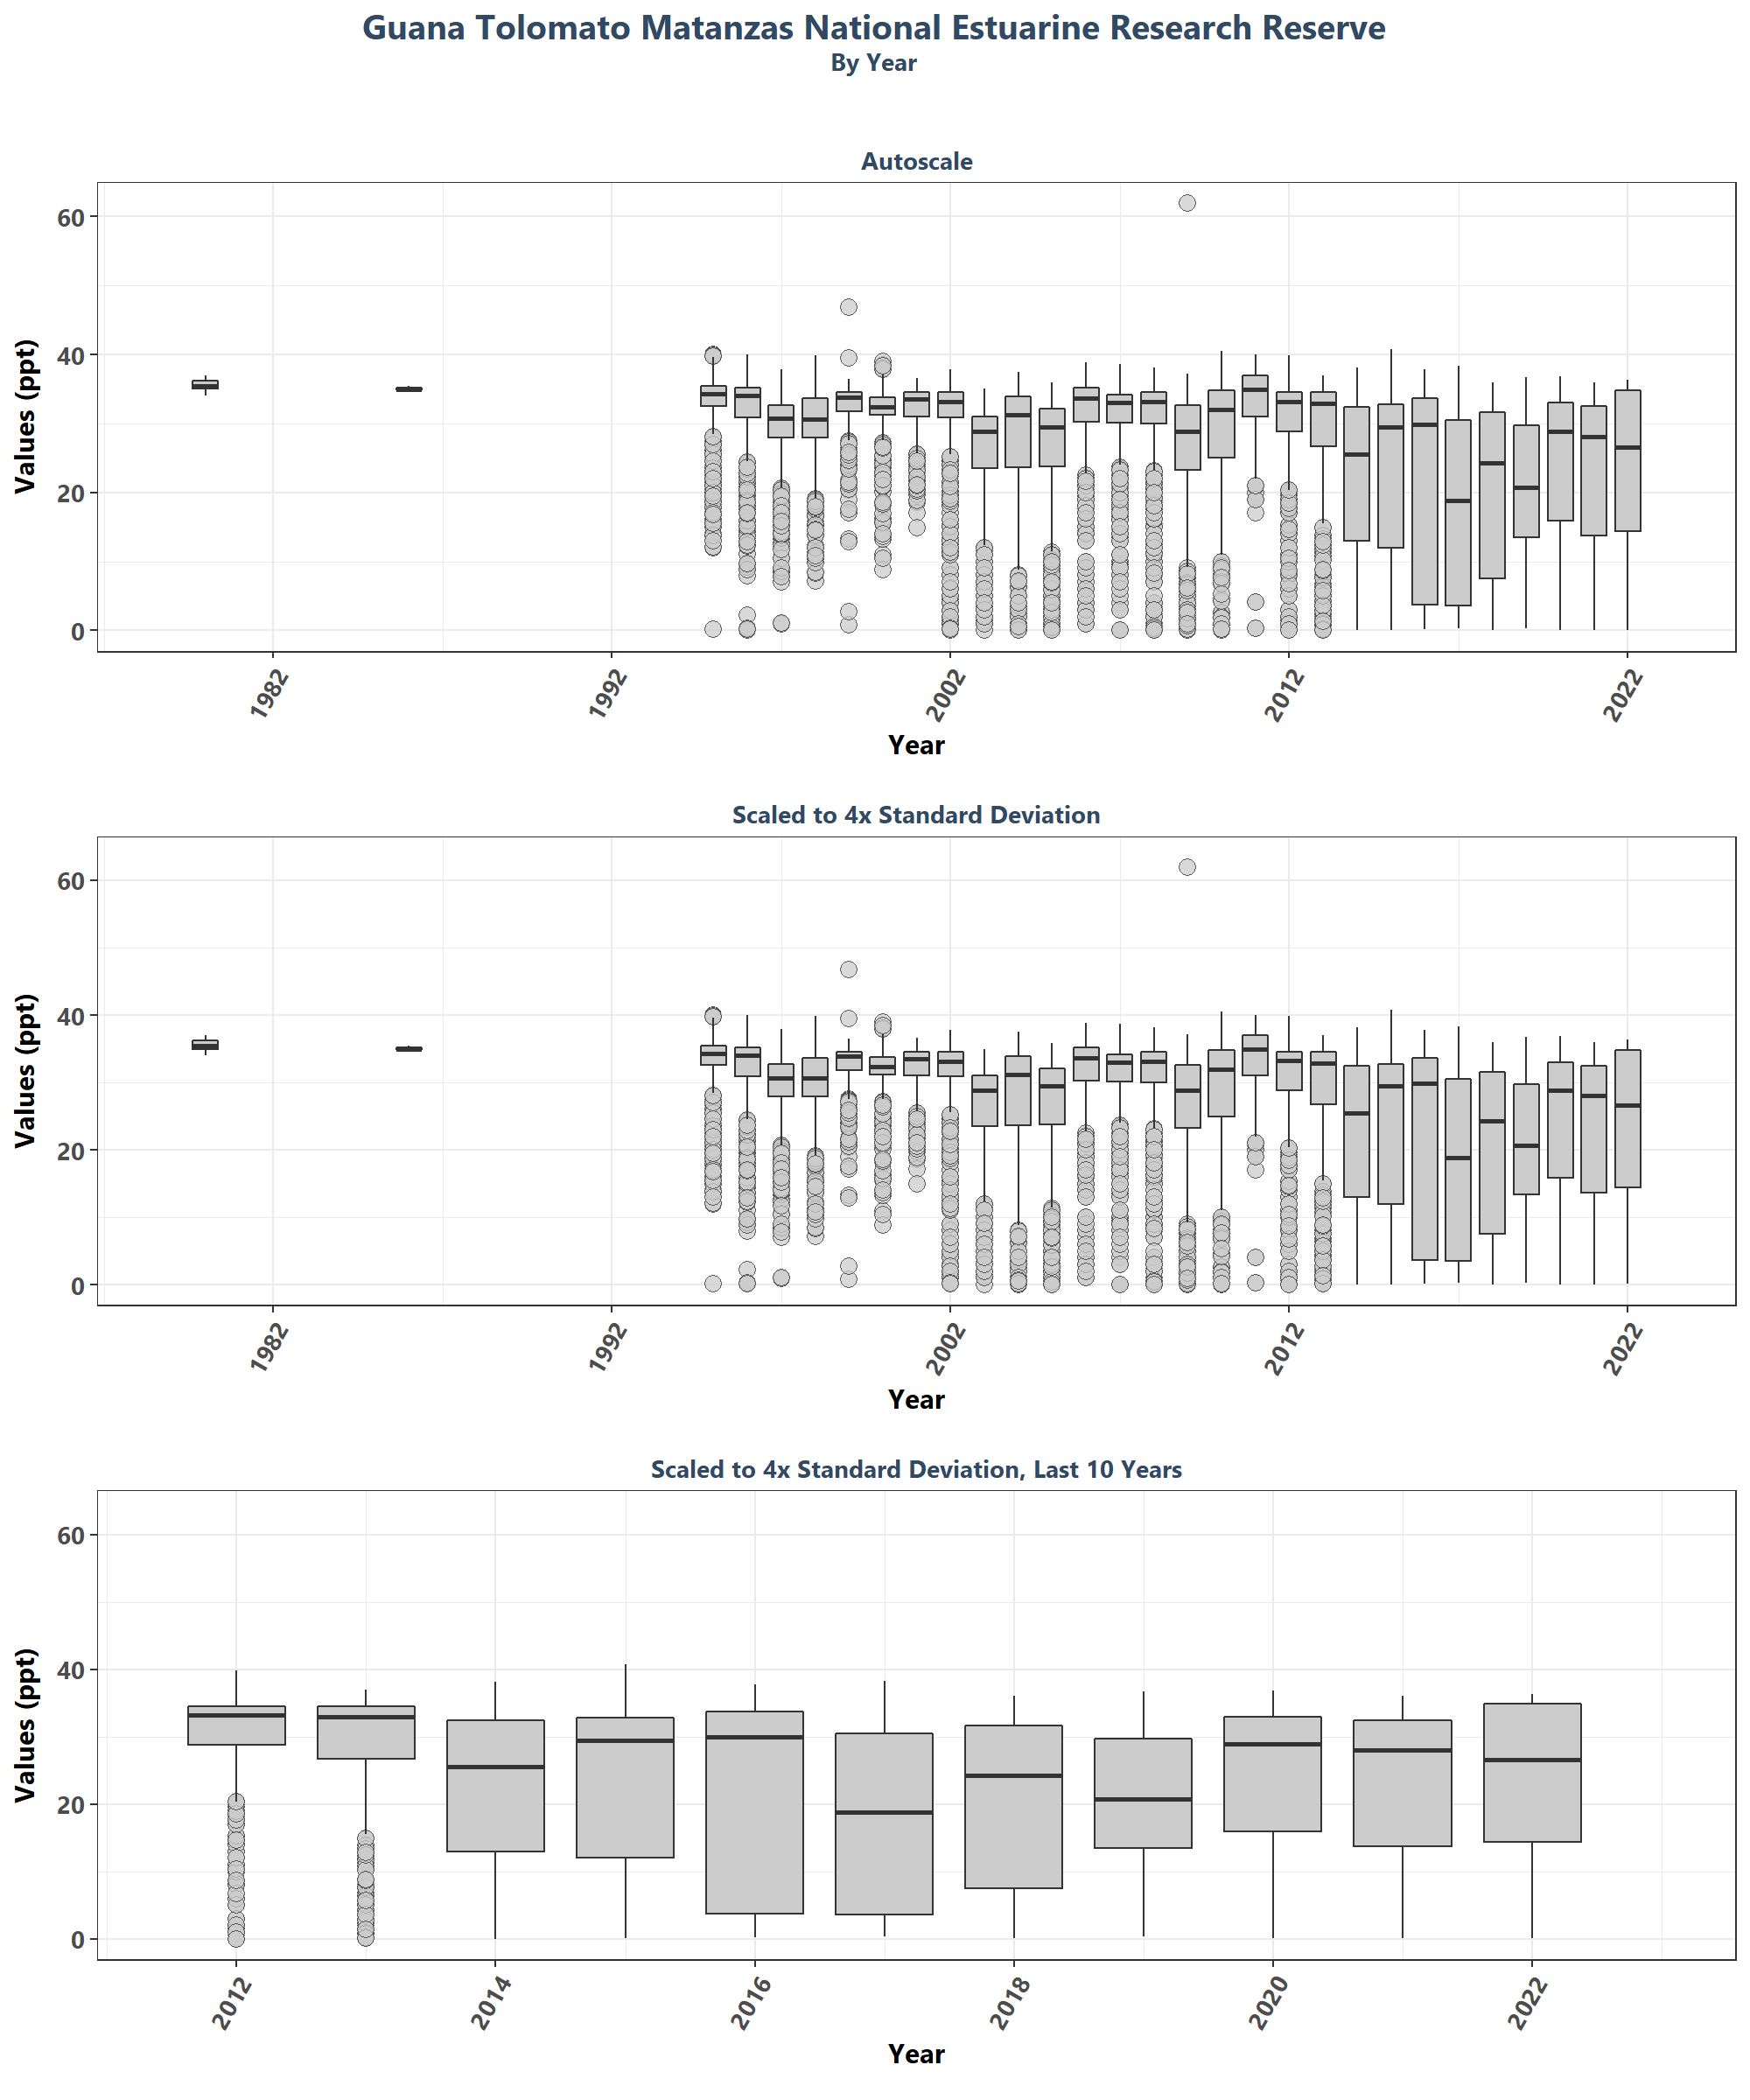 Guana Tolomato Matanzas National Estuarine Research Reserve
By Year
Autoscale
Values (ppt)
60
40
20
0
1982
1992
2002
2012
2022
Year
Scaled to 4x Standard Deviation
Values (ppt)
60
40
20
0
1982
1992
2002
2012
2022
Year
Scaled to 4x Standard Deviation, Last 10 Years
Values (ppt)
60
40
20
0
2012
2014
2016
2018
2020
2022
Year